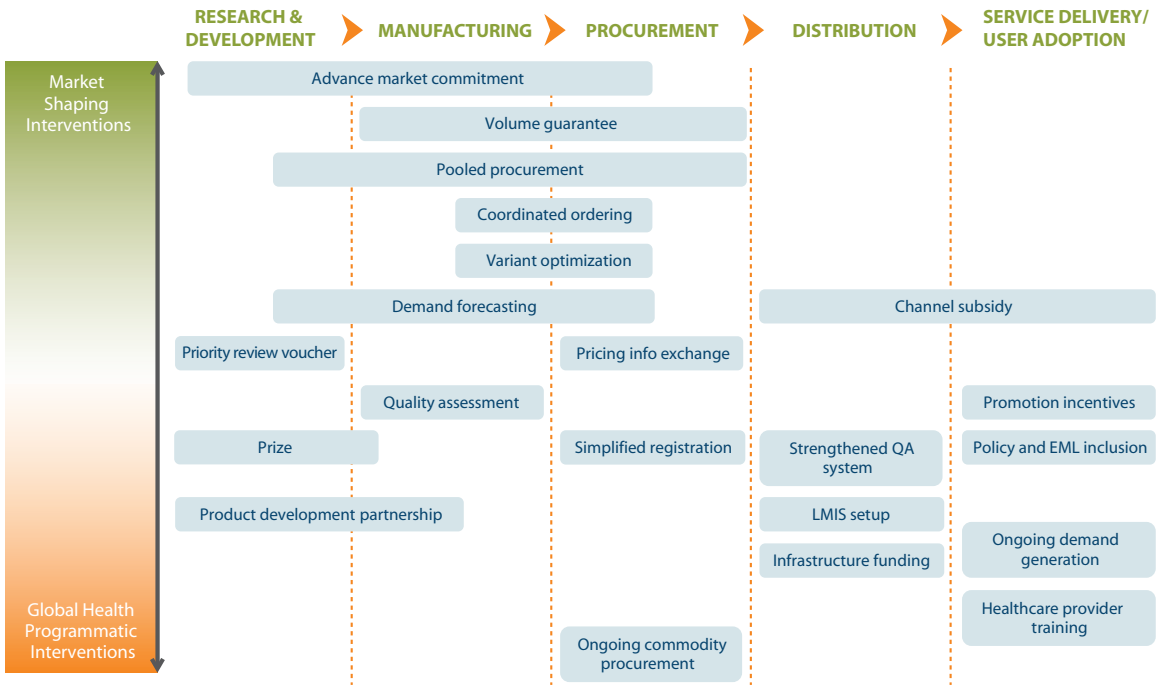 RESEARCH &
DEVELOPMENT
MANUFACTURING
PROCUREMENT
DISTRIBUTION
SERVICE DELIVERY/
USER ADOPTION
Market
Shaping
Interventions
Advance market commitment
Volume guarantee
Pooled procurement
Coordinated ordering
Variant optimization
Demand forecasting
Channel subsidy
Priority review voucher
Pricing info exchange
Quality assessment
Promotion incentives
Prize
Simplified registration
Strengthened QA
system
Policy and EML inclusion
Product development partnership
LMIS setup
Ongoing demand
generation
Infrastructure funding
Global Health
Programmatic
Interventions
Healthcare provider
training
Ongoing commodity
procurement